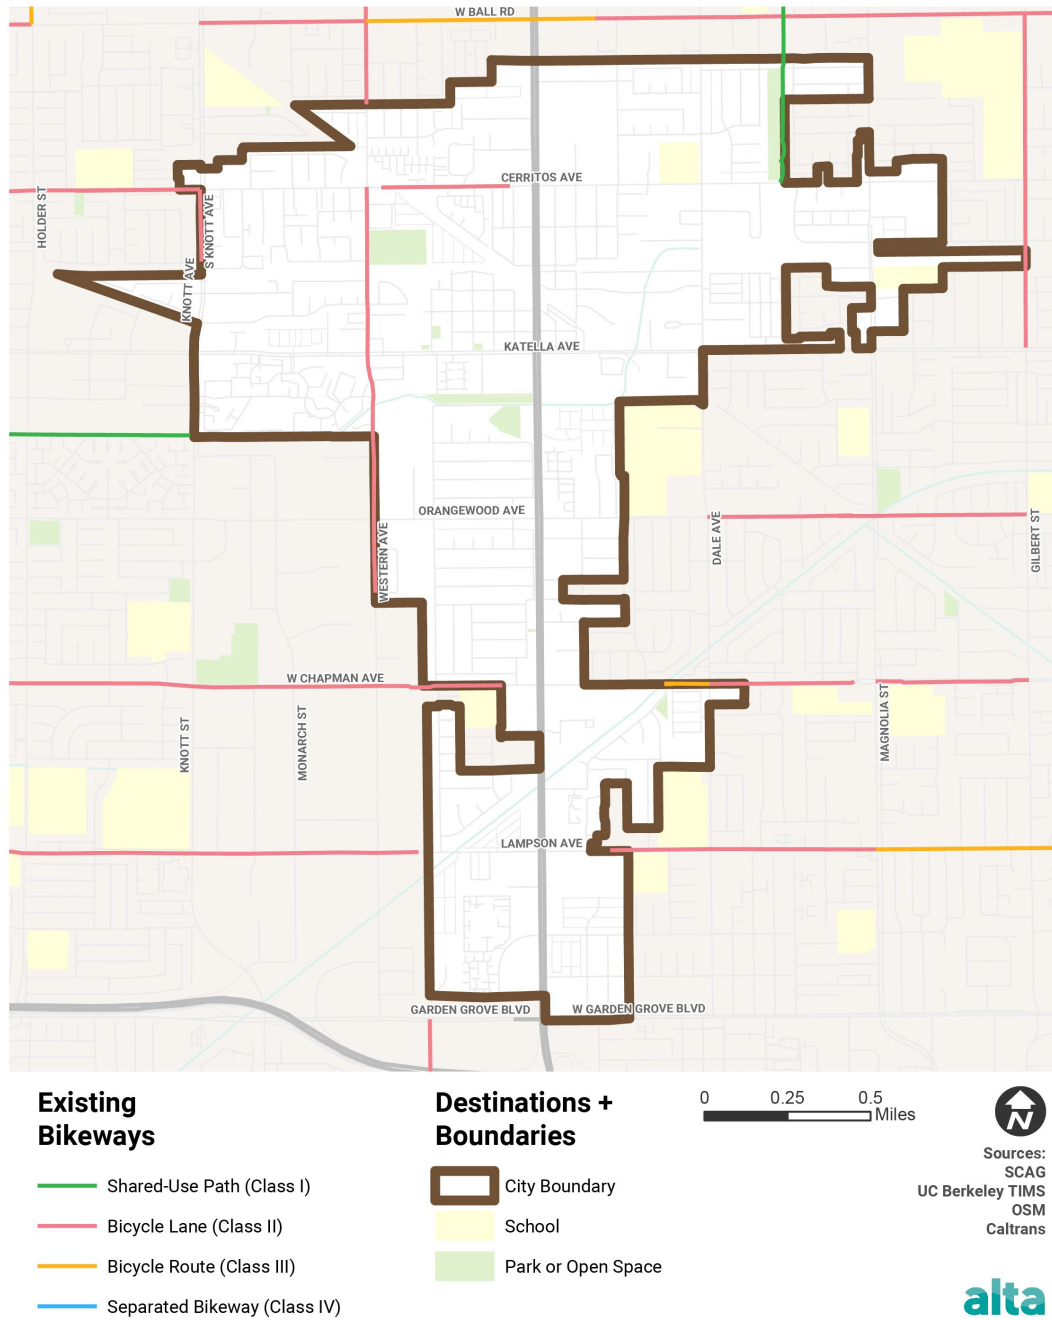 W BALL RD
CERRITOS AVE
HOLDER ST
S KNOTT AVE
KNOTT AVE
KATELLA AVE
ORANGEWOOD AVE
WESTERN AVE
DALE AVE
GILBERT ST
W CHAPMAN AVE
KNOTT ST
MONARCH ST
MAGNOLIA ST
LAMPSON AVE
GARDEN GROVE BLVD
W GARDEN GROVE BLVD
Existing
Bikeways
Shared-Use Path (Class I)
Bicycle Lane (Class II)
Bicycle Route (Class III)
Separated Bikeway (Class IV)
Destinations +
Boundaries
City Boundary
School
Park or Open Space
0 0.25 0.5
Miles
N
Sources:
SCAG
UC Berkeley TIMS
OSM
Caltrans
alta